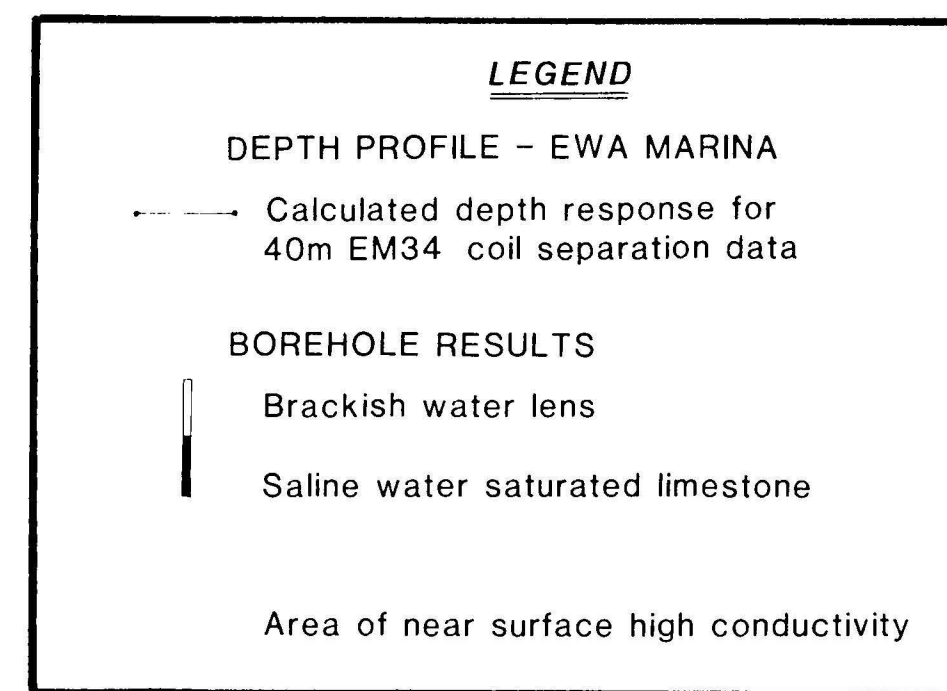 LEGEND
DEPTH PROFILE – EWA MARINA
Calculated depth response for
40m EM34 coil separation data
BOREHOLE RESULTS
Brackish water lens
Saline water saturated limestone
Area of near surface high conductivity